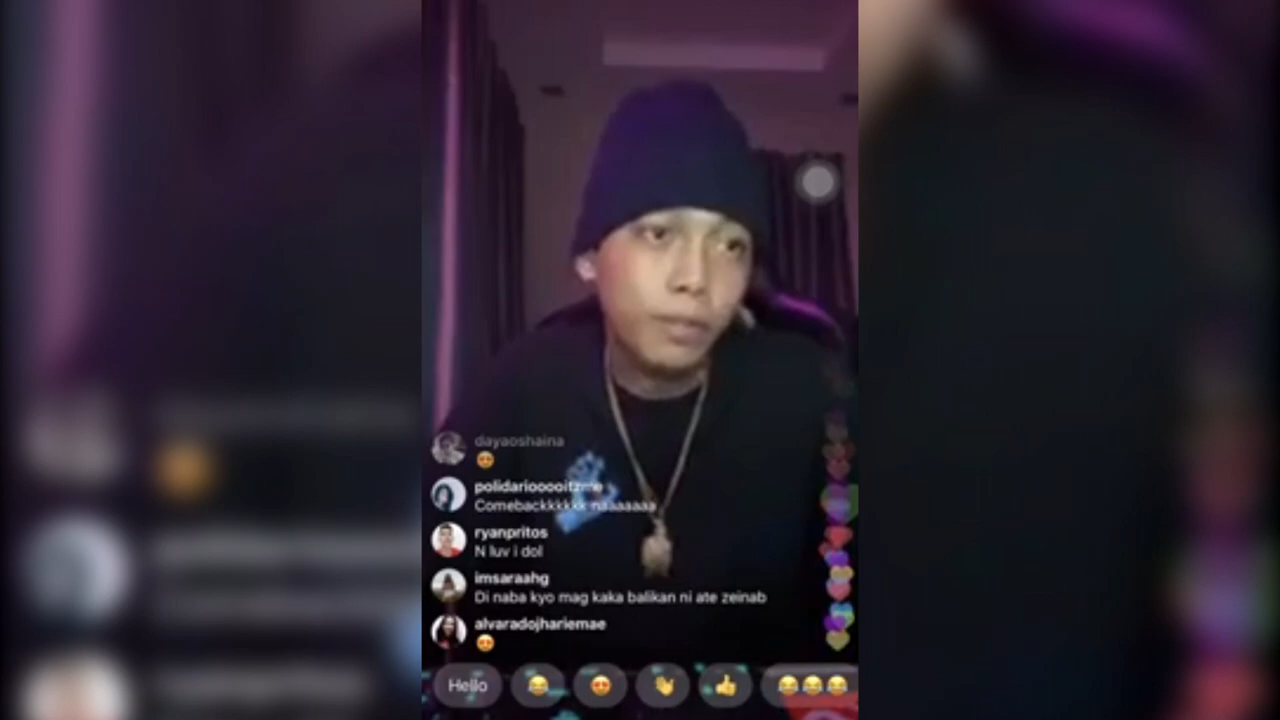 dayaoshaina
😍
polidariooooitzme
Comebackkkkkk naaaaaaa
ryanpritos
N luv i dol
imsaraahg
Di naba kyo mag kaka balikan ni ate zeinab
alvaradojhariemae
😍
Hello 😂 😍 👋 👍 😂😂😂